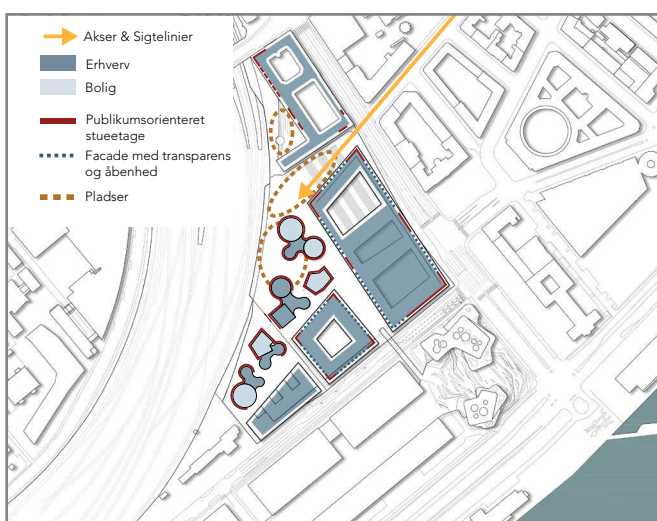 Akser & Sigtelinier
Erhverv
Bolig
Publikumsorienteret
stueetage
Facade med transparens
og åbenhed
Pladser